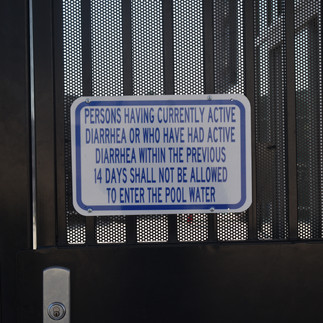 PERSONS HAVING CURRENTLY ACTIVE
DIARRHEA OR WHO HAVE HAD ACTIVE
DIARRHEA WITHIN THE PREVIOUS
14 DAYS SHALL NOT BE ALLOWED
TO ENTER THE POOL WATER